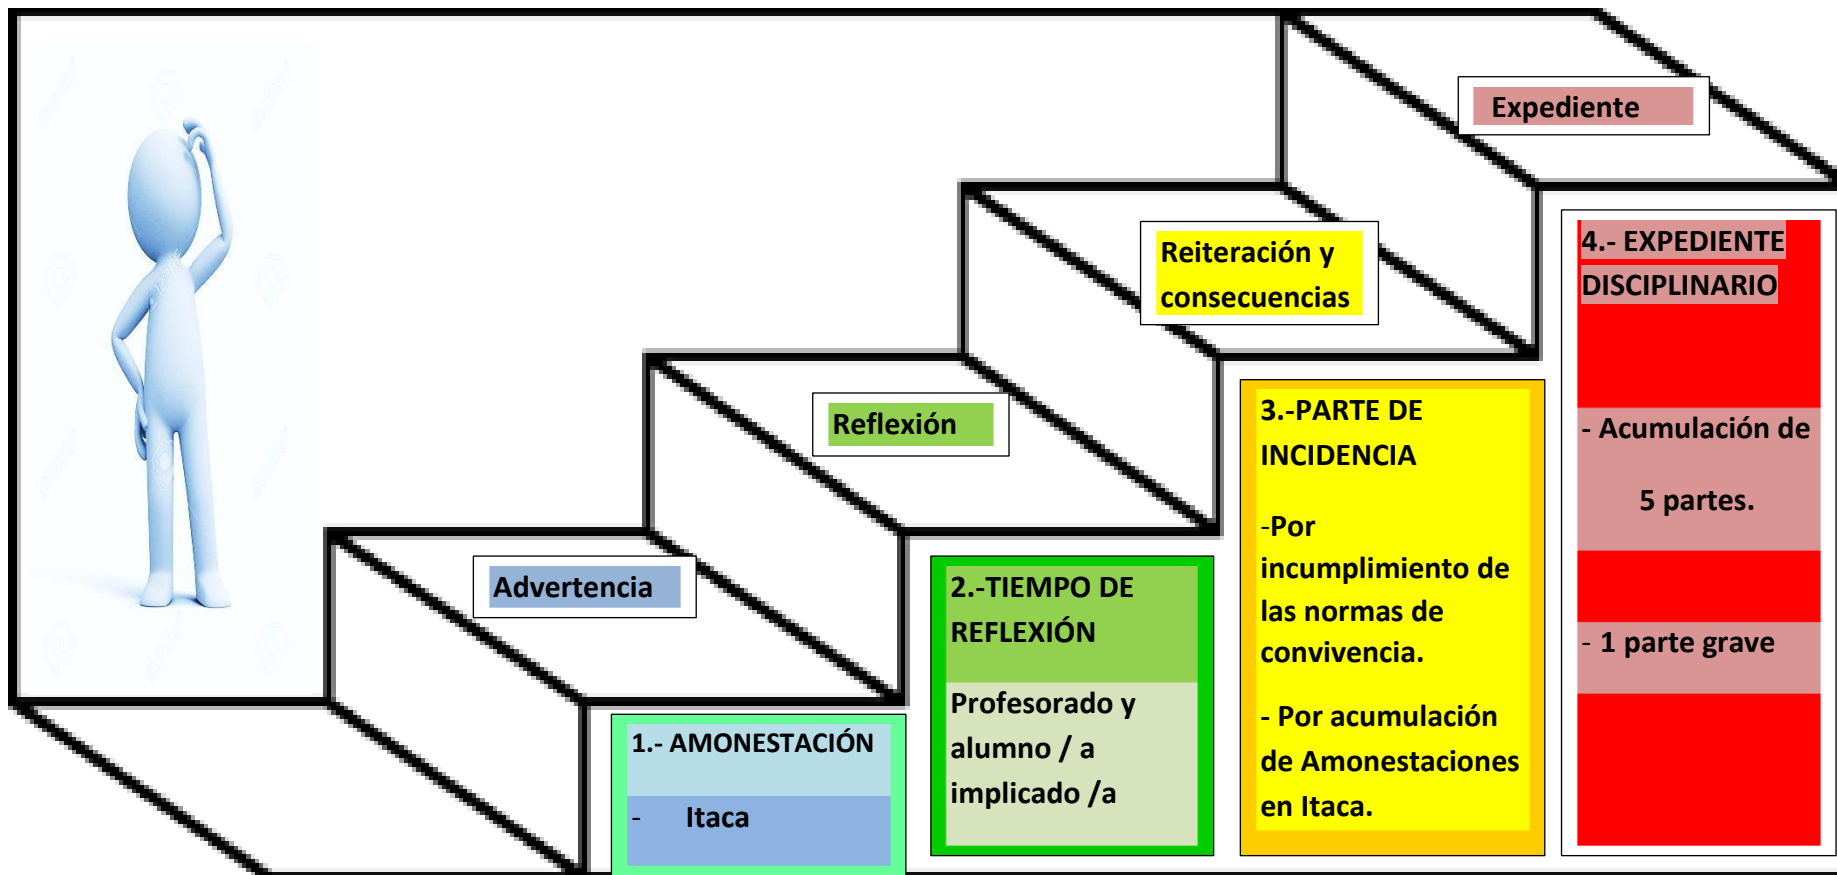 Expediente
Reiteración y
consecuencias
Reflexión
Advertencia
1.- AMONESTACIÓN
- Itaca
2.-TIEMPO DE
REFLEXIÓN
Profesorado y
alumno / a
implicado /a
3.-PARTE DE
INCIDENCIA
-Por
incumplimiento de
las normas de
convivencia.
- Por acumulación
de Amonestaciones
en Itaca.
4.- EXPEDIENTE
DISCIPLINARIO
- Acumulación de
5 partes.
- 1 parte grave